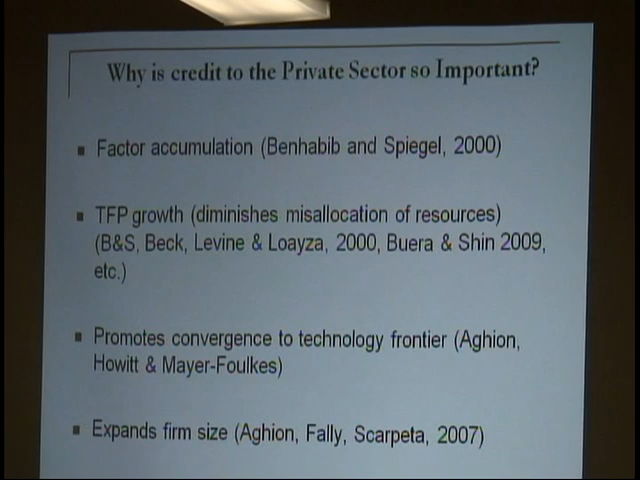 Why is credit to the Private Sector so Important?
Factor accumulation (Benhabib and Spiegel, 2000)
TFP growth (diminishes misallocation of resources)
(B&S, Beck, Levine & Loayza, 2000, Buera & Shin 2009,
etc.)
Promotes convergence to technology frontier (Aghion,
Howitt & Mayer-Foulkes)
Expands firm size (Aghion, Fally, Scarpeta, 2007)